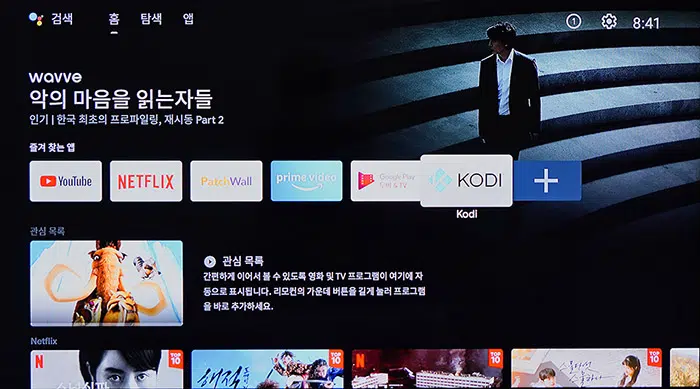 검색 홈 탐색 앱
1 8:41
wavve
악의 마음을 읽는자들
인기 | 한국 최초의 프로파일링, 재시동 Part 2
즐겨 찾는 앱
YouTube NETFLIX PatchWall prime video Google Play 무비 & TV KODI
Kodi
관심 목록
관심 목록
간편하게 이어서 볼 수 있도록 영화 및 TV 프로그램이 여기에 자
동으로 표시됩니다. 리모컨의 가운데 버튼을 길게 눌러 프로그램
을 바로 추가하세요.
Netflix
N TOP 10 해적 TOP 10 N TOP 10 TOP 10